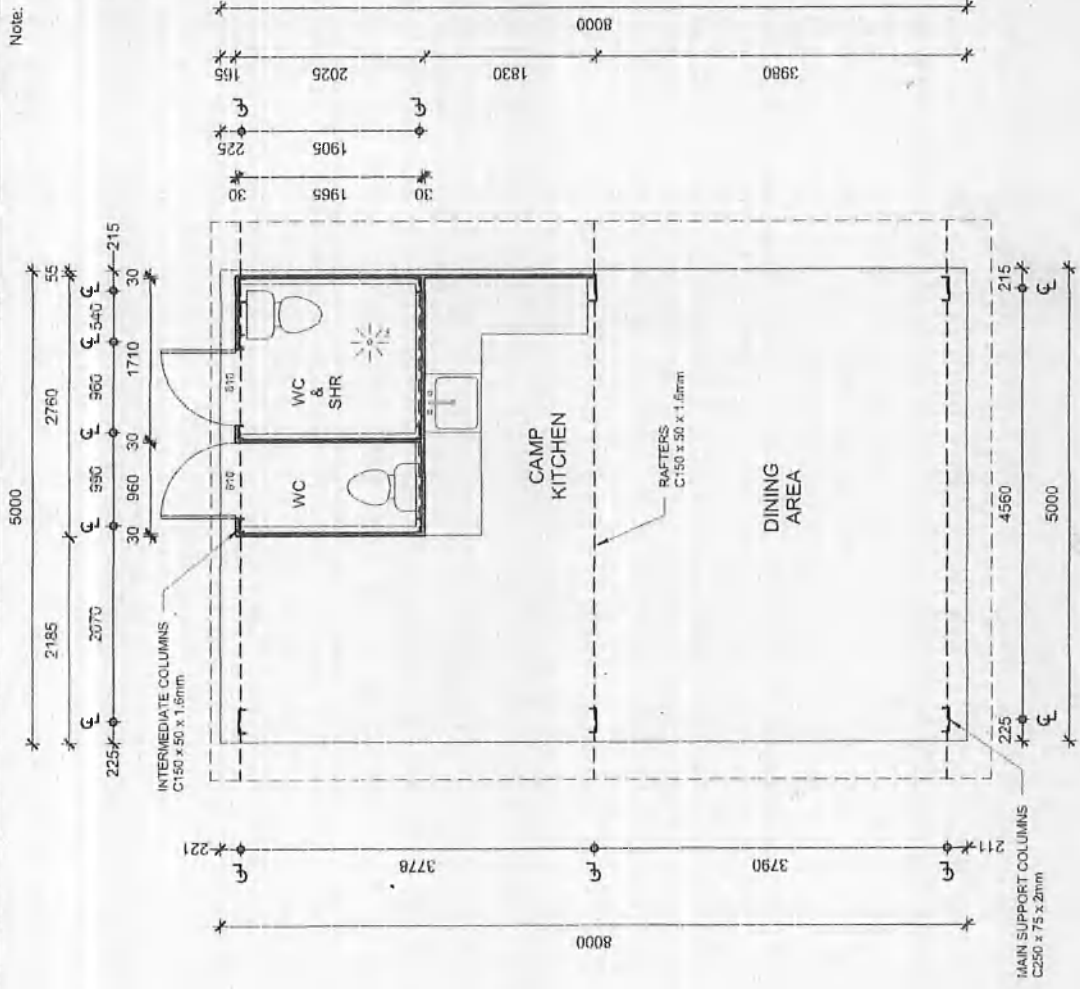 Note:
5000
2185 2760 55
225 ℄ 2070 ℄ 990 ℄ 960 ℄ 540 ℄ 215
30 960 30 1710 30
INTERMEDIATE COLUMNS
C150 x 50 x 1.6mm
810
810
WC
WC
&
SHR
CAMP
KITCHEN
RAFTERS
C150 x 50 x 1.6mm
DINING
AREA
8000
165 2025 1830 3980
℄ ℄
225 1905
30 1965 30
221 ℄ 3778 ℄ 3790 ℄ 211
8000
MAIN SUPPORT COLUMNS
C250 x 75 x 2mm
225 ℄ 4560 ℄ 215
5000